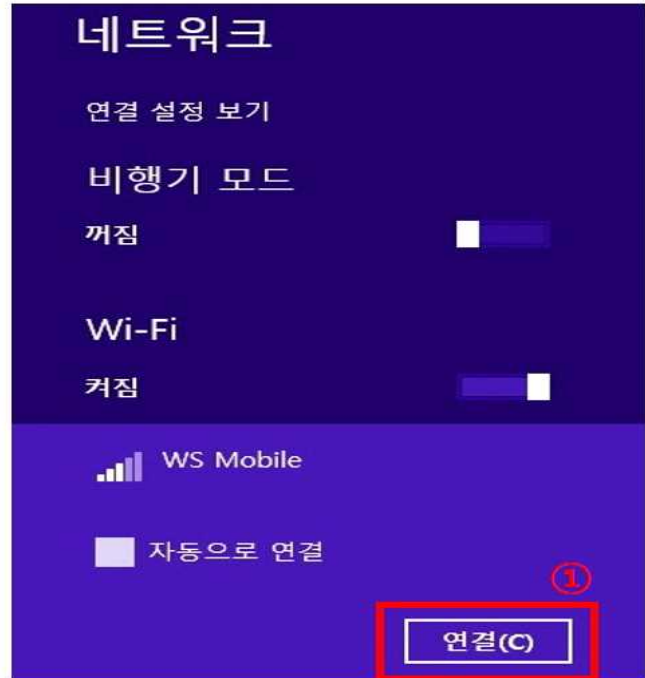 네트워크
연결 설정 보기
비행기 모드
꺼짐
Wi-Fi
켜짐
WS Mobile
자동으로 연결
①
연결(C)